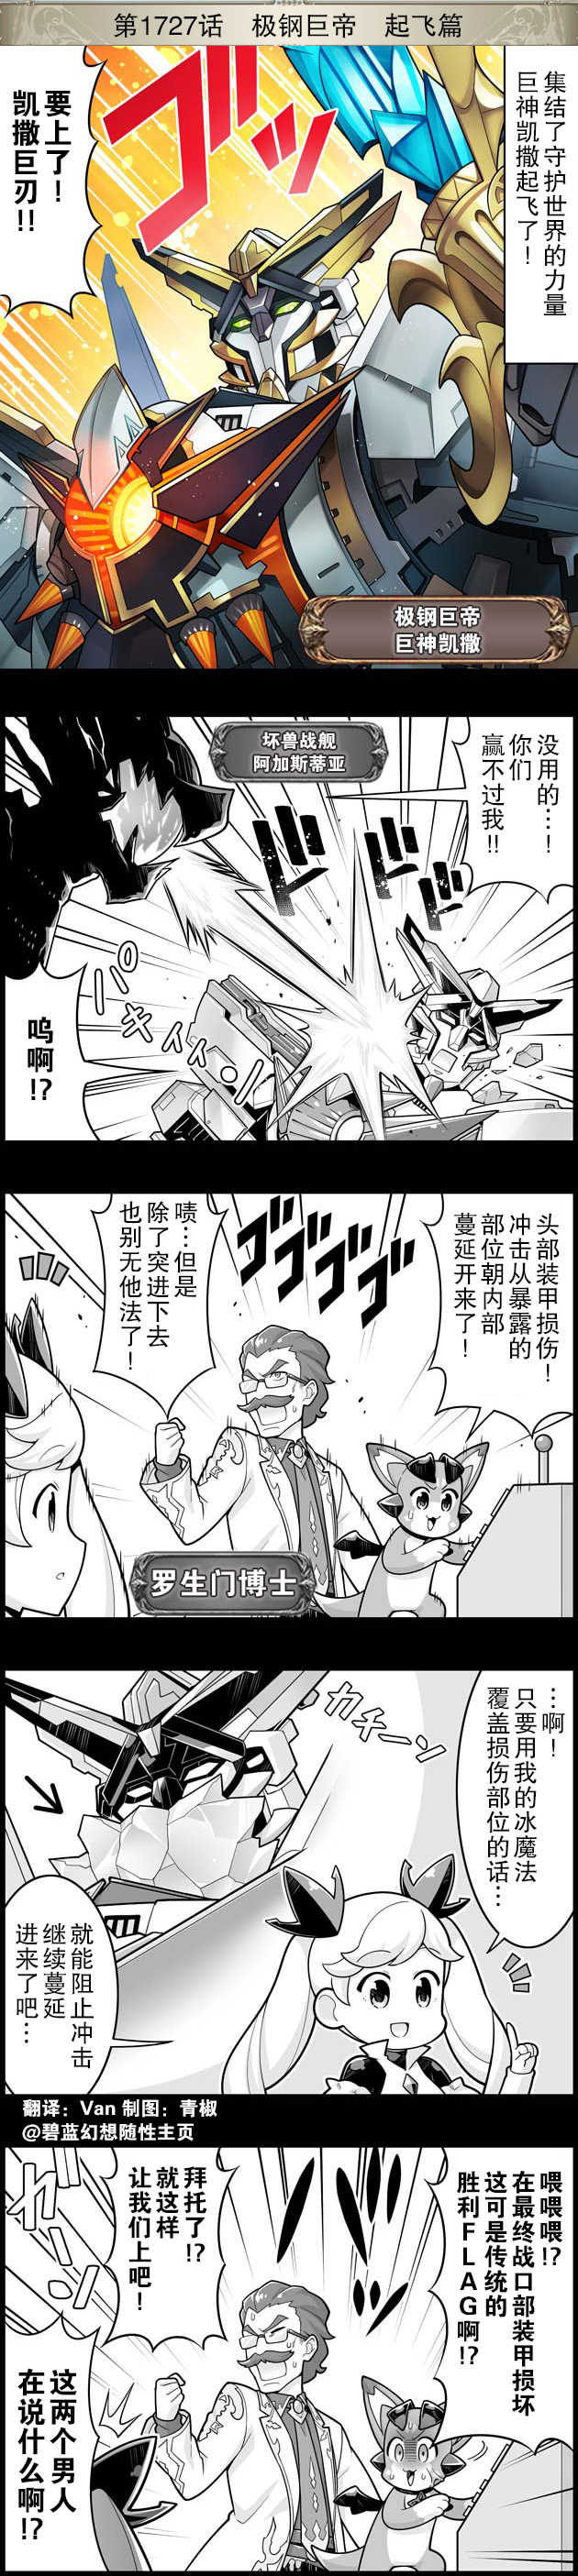 第1727话　极钢巨帝　起飞篇
集结了守护世界的力量
巨神凯撒起飞了！
ゴッ
要上了！
凯撒巨刃!!
极钢巨帝
巨神凯撒
没用的…！
你们
赢不过我!!
坏兽战舰
阿加斯蒂亚
ドドド
パキィィン
呜啊!?
头部装甲损伤！
冲击从暴露的
部位朝内部
蔓延开来了！
ゴゴゴゴ
啧…但是
除了突进下去
也别无他法了！
罗生门博士
…啊！
只要用我的冰魔法
覆盖损伤部位的话…
カチーン
就能阻止冲击
继续蔓延
进来了吧…
翻译：Van 制图：青椒
@碧蓝幻想随性主页
喂喂喂!?
在最终战口部装甲损坏
这可是传统的
胜利FLAG啊!?
拜托了!?
就这样
让我们上吧！
这两个男人
在说什么啊!?